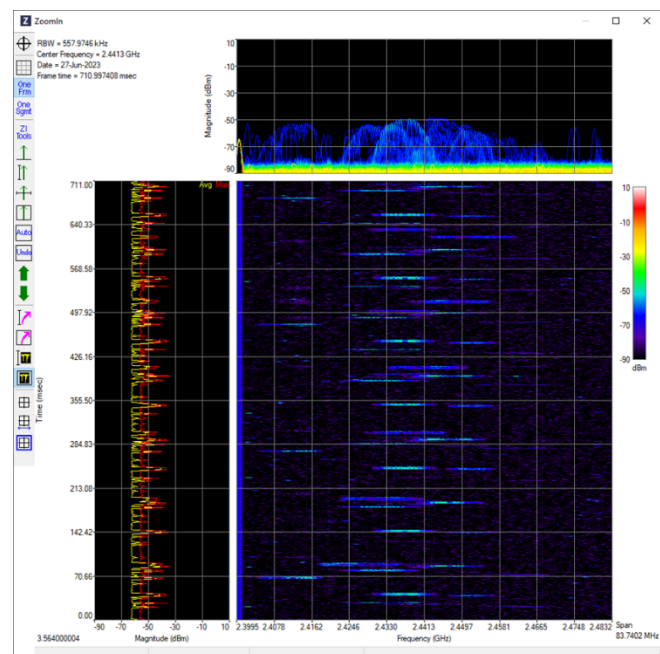 ZoomIn
RBW = 557.9746 kHz
Center Frequency = 2.4413 GHz
Date = 27-Jun-2023
Frame time = 710.997408 msec
One
Frm
One
Sgmt
ZI
Tools
Auto
Undo
Magnitude (dBm)
10
-10
-30
-50
-70
-90
Avg Max
711.00
640.33
568.58
497.92
426.16
355.50
284.83
213.08
142.42
70.66
0.00
Time (msec)
10
-10
-30
-50
-70
-90
dBm
-90 -70 -50 -30 -10 10
2.3995 2.4078 2.4162 2.4246 2.4330 2.4413 2.4497 2.4581 2.4665 2.4748 2.4832
Span
3.564000004
Magnitude (dBm)
Frequency (GHz)
83.7402 MHz